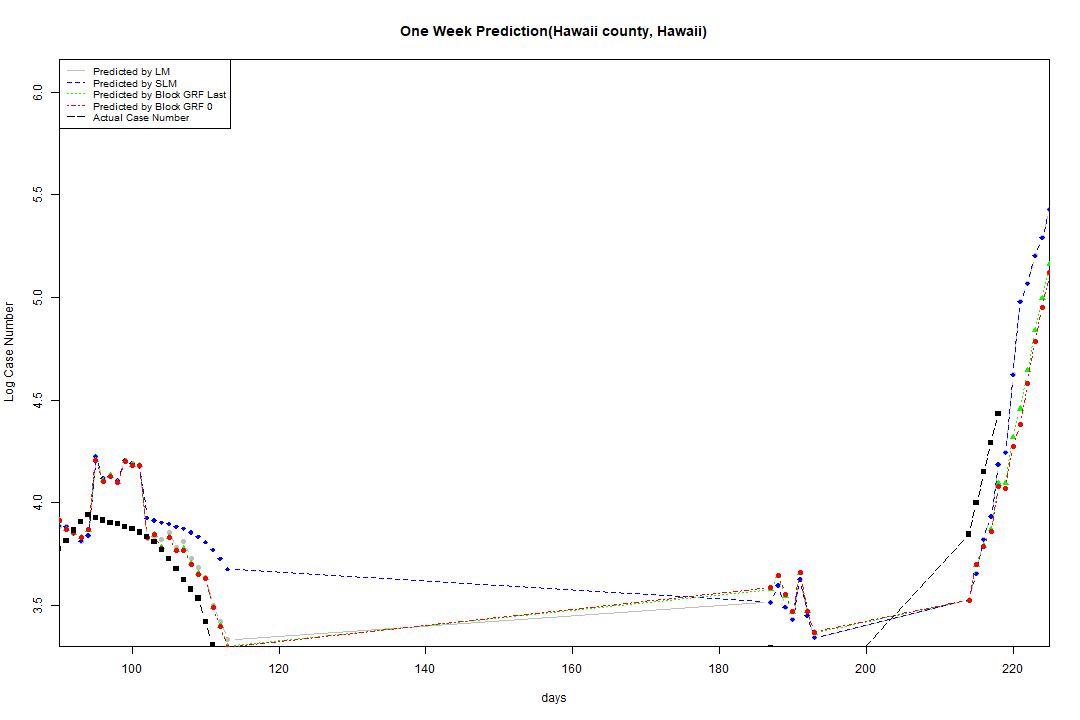 One Week Prediction(Hawaii county, Hawaii)
Predicted by LM
Predicted by SLM
Predicted by Block GRF Last
Predicted by Block GRF 0
Actual Case Number
Log Case Number
6.0
5.5
5.0
4.5
4.0
3.5
100
120
140
160
180
200
220
days